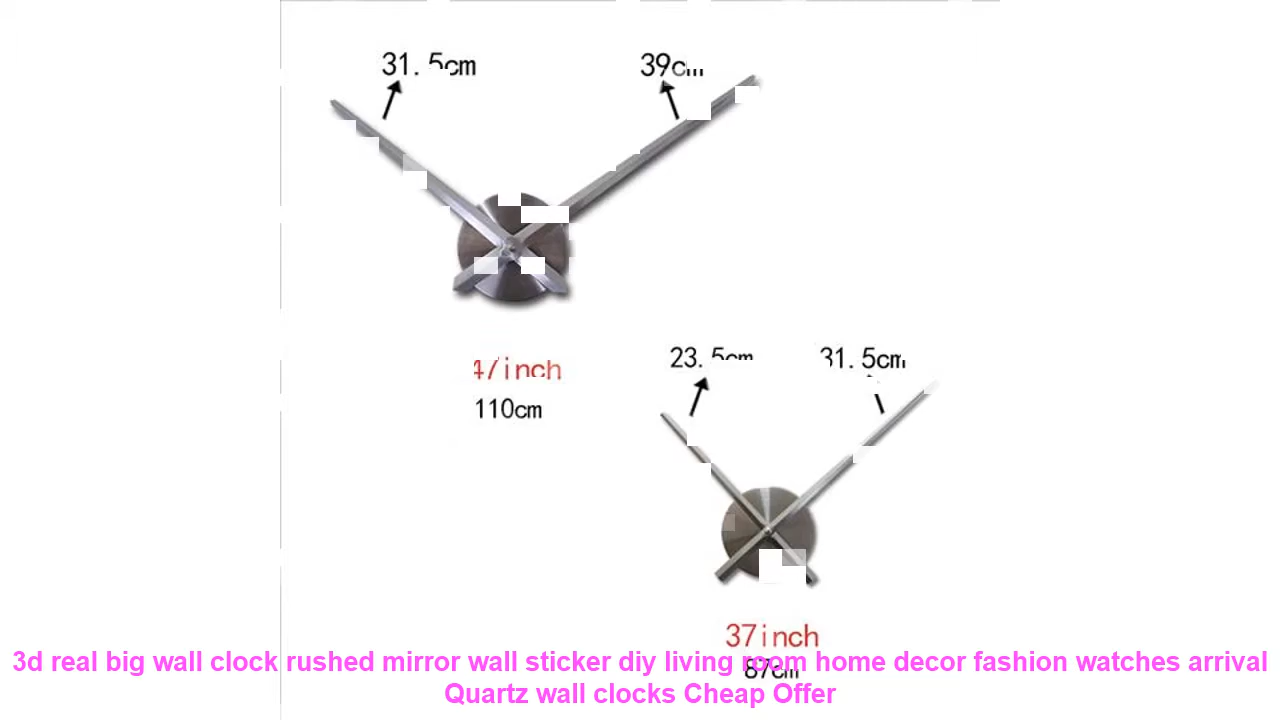 31.5cm
39cm
47inch
110cm
23.5cm
31.5cm
37inch
87cm
3d real big wall clock rushed mirror wall sticker diy living room home decor fashion watches arrival
Quartz wall clocks Cheap Offer